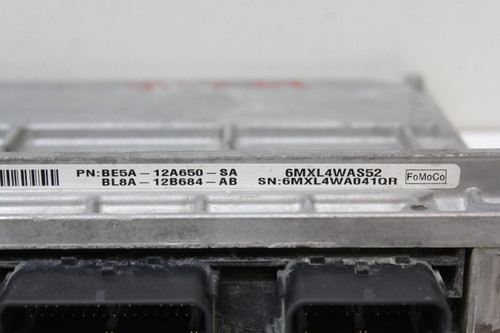 PN:BE5A-12A650-SA 6MXL4WAS52
BL8A-12B684-AB SN:6MXL4WA041QR FoMoCo